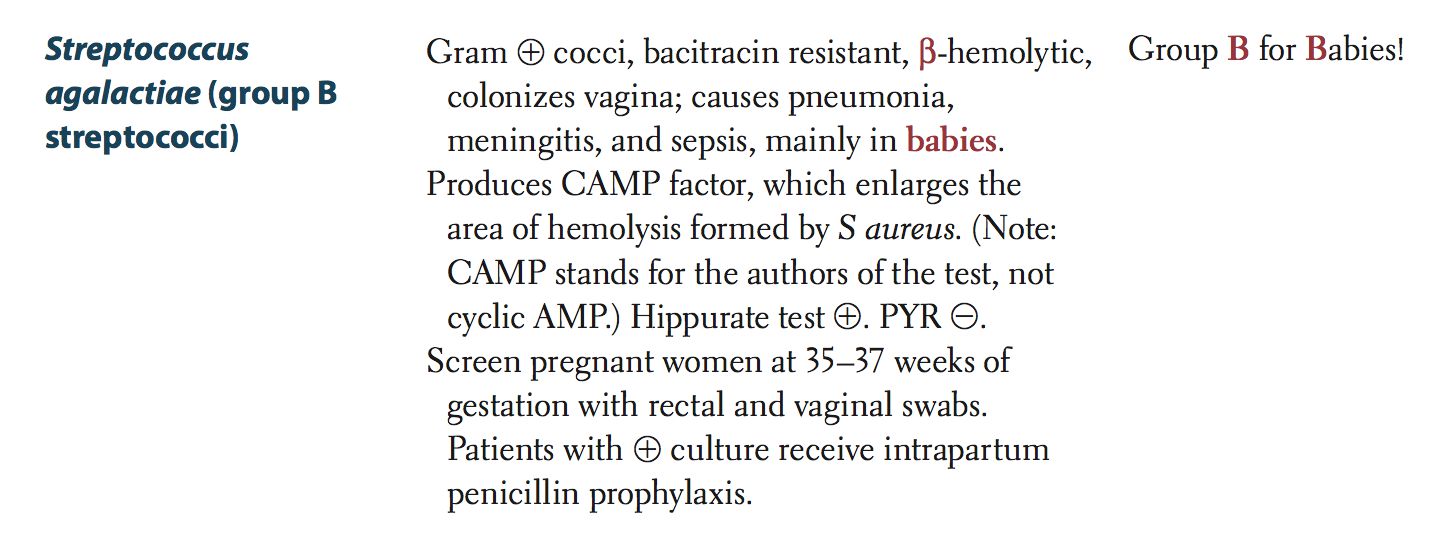 Streptococcus
agalactiae (group B
streptococci)
Gram ⊕ cocci, bacitracin resistant, β-hemolytic,
colonizes vagina; causes pneumonia,
meningitis, and sepsis, mainly in babies.
Produces CAMP factor, which enlarges the
area of hemolysis formed by S aureus. (Note:
CAMP stands for the authors of the test, not
cyclic AMP.) Hippurate test ⊕. PYR ⊖.
Screen pregnant women at 35–37 weeks of
gestation with rectal and vaginal swabs.
Patients with ⊕ culture receive intrapartum
penicillin prophylaxis.
Group B for Babies!